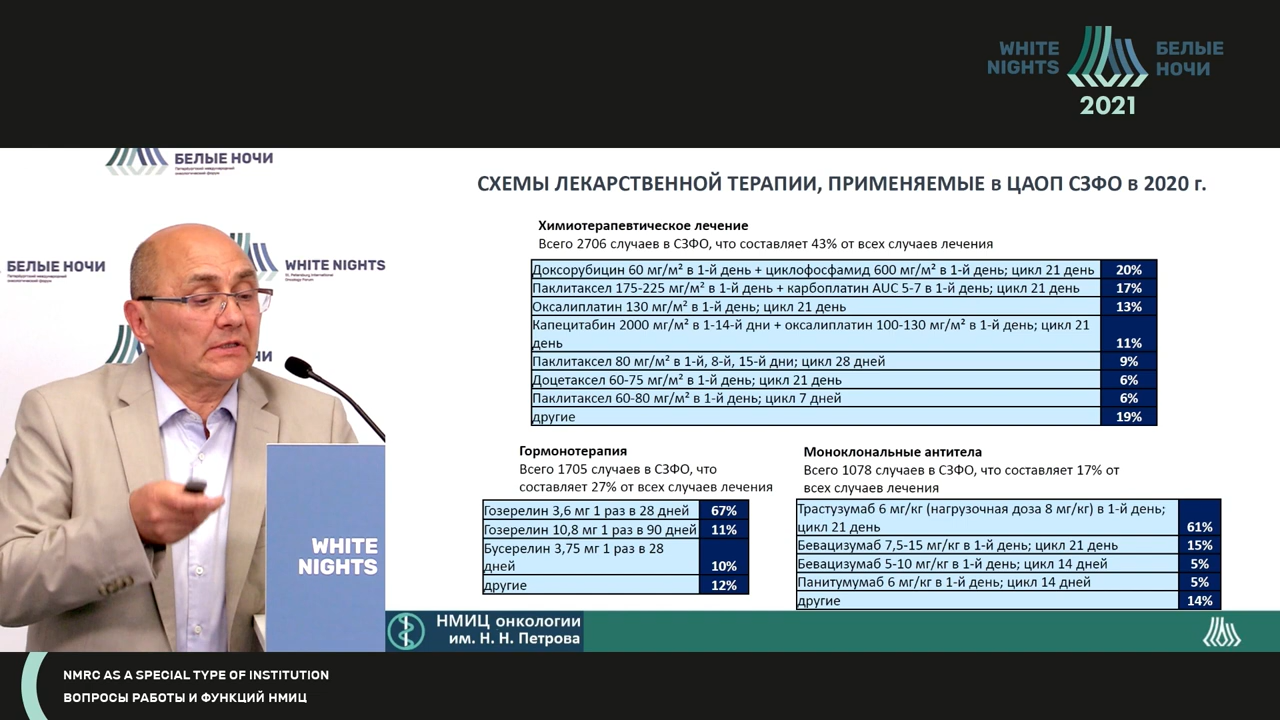 WHITE
NIGHTS
БЕЛЫЕ
НОЧИ
2021
БЕЛЫЕ НОЧИ
БЕЛЫЕ НОЧИ
WHITE NIGHTS
WHITE
NIGHTS
СХЕМЫ ЛЕКАРСТВЕННОЙ ТЕРАПИИ, ПРИМЕНЯЕМЫЕ в ЦАОП СЗФО в 2020 г.
Химиотерапевтическое лечение
Всего 2706 случаев в СЗФО, что составляет 43% от всех случаев лечения
Доксорубицин 60 мг/м² в 1-й день + циклофосфамид 600 мг/м² в 1-й день; цикл 21 день 20%
Паклитаксел 175-225 мг/м² в 1-й день + карбоплатин AUC 5-7 в 1-й день; цикл 21 день 17%
Оксалиплатин 130 мг/м² в 1-й день; цикл 21 день 13%
Капецитабин 2000 мг/м² в 1-14-й дни + оксалиплатин 100-130 мг/м² в 1-й день; цикл 21
день 11%
Паклитаксел 80 мг/м² в 1-й, 8-й, 15-й дни; цикл 28 дней 9%
Доцетаксел 60-75 мг/м² в 1-й день; цикл 21 день 6%
Паклитаксел 60-80 мг/м² в 1-й день; цикл 7 дней 6%
другие 19%
Гормонотерапия
Всего 1705 случаев в СЗФО, что
составляет 27% от всех случаев лечения
Гозерелин 3,6 мг 1 раз в 28 дней 67%
Гозерелин 10,8 мг 1 раз в 90 дней 11%
Бусерелин 3,75 мг 1 раз в 28
дней 10%
другие 12%
Моноклональные антитела
Всего 1078 случаев в СЗФО, что составляет 17% от
всех случаев лечения
Трастузумаб 6 мг/кг (нагрузочная доза 8 мг/кг) в 1-й день;
цикл 21 день 61%
Бевацизумаб 7,5-15 мг/кг в 1-й день; цикл 21 день 15%
Бевацизумаб 5-10 мг/кг в 1-й день; цикл 14 дней 5%
Панитумумаб 6 мг/кг в 1-й день; цикл 14 дней 5%
другие 14%
НМИЦ онкологии
им. Н. Н. Петрова
NMRC AS A SPECIAL TYPE OF INSTITUTION
ВОПРОСЫ РАБОТЫ И ФУНКЦИЙ НМИЦ